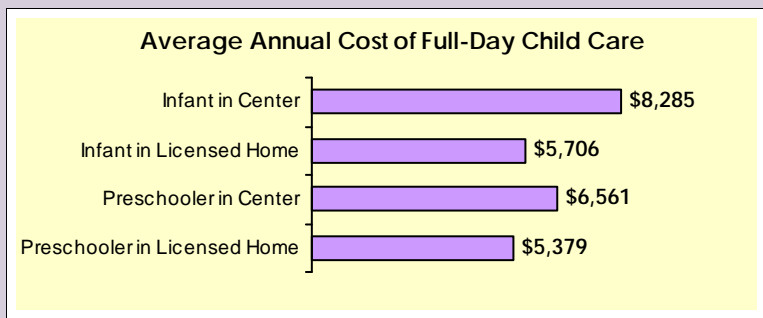 Average Annual Cost of Full-Day Child Care
Infant in Center
$8,285
Infant in Licensed Home
$5,706
Preschooler in Center
$6,561
Preschooler in Licensed Home
$5,379